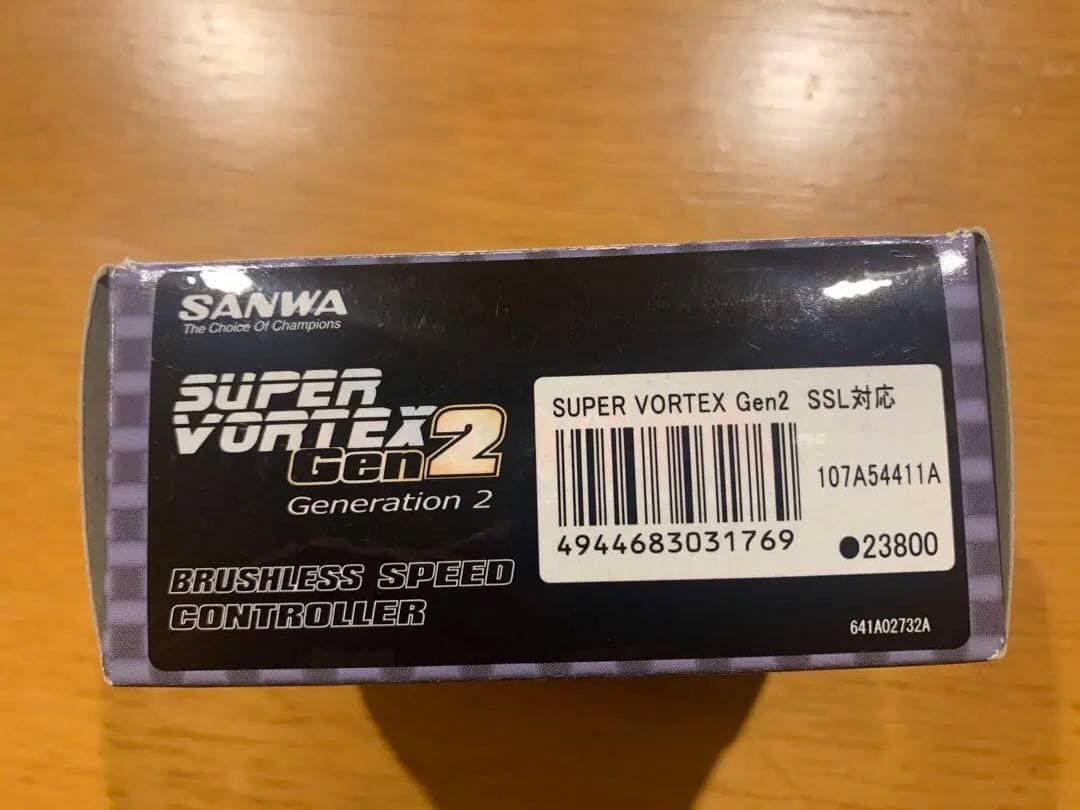 SANWA
The Choice Of Champions
SUPER
VORTEX
Gen2
Generation 2
BRUSHLESS SPEED
CONTROLLER
SUPER VORTEX Gen2 SSL対応
107A54411A
4944683031769
●23800
641A02732A